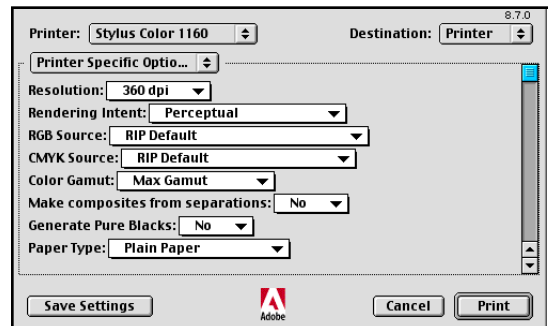 8.7.0
Printer: Stylus Color 1160 Destination: Printer
Printer Specific Optio...
Resolution: 360 dpi
Rendering Intent: Perceptual
RGB Source: RIP Default
CMYK Source: RIP Default
Color Gamut: Max Gamut
Make composites from separations: No
Generate Pure Blacks: No
Paper Type: Plain Paper
Save Settings Adobe Cancel Print